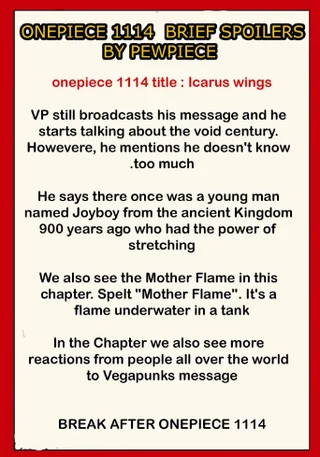 ONEPIECE 1114 BRIEF SPOILERS
BY PEWPIECE
onepiece 1114 title : Icarus wings
VP still broadcasts his message and he
starts talking about the void century.
Howevere, he mentions he doesn't know
.too much
He says there once was a young man
named Joyboy from the ancient Kingdom
900 years ago who had the power of
stretching
We also see the Mother Flame in this
chapter. Spelt "Mother Flame". It's a
flame underwater in a tank
In the Chapter we also see more
reactions from people all over the world
to Vegapunks message
BREAK AFTER ONEPIECE 1114